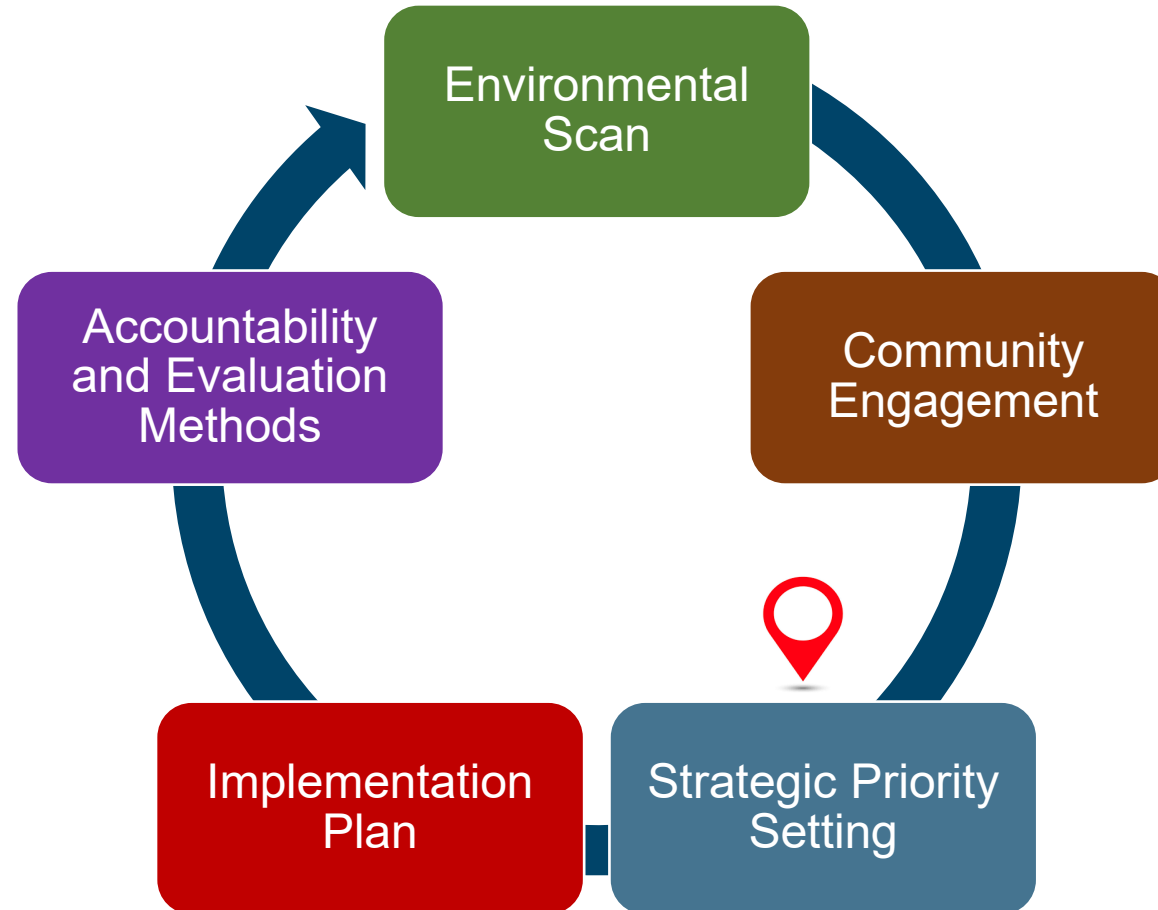 Environmental
Scan
Community
Engagement
Strategic Priority
Setting
Implementation
Plan
Accountability
and Evaluation
Methods